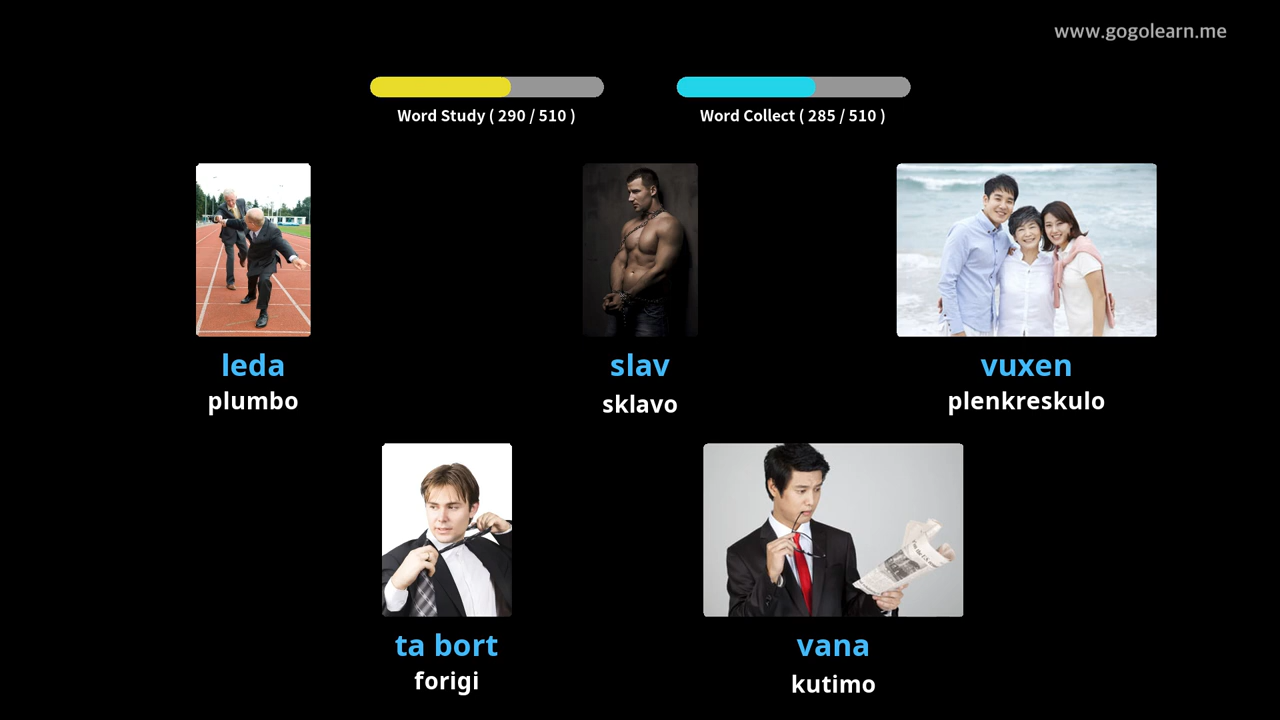 www.gogolearn.me
Word Study ( 290 / 510 )
Word Collect ( 285 / 510 )
leda
plumbo
slav
sklavo
vuxen
plenkreskulo
ta bort
forigi
vana
kutimo